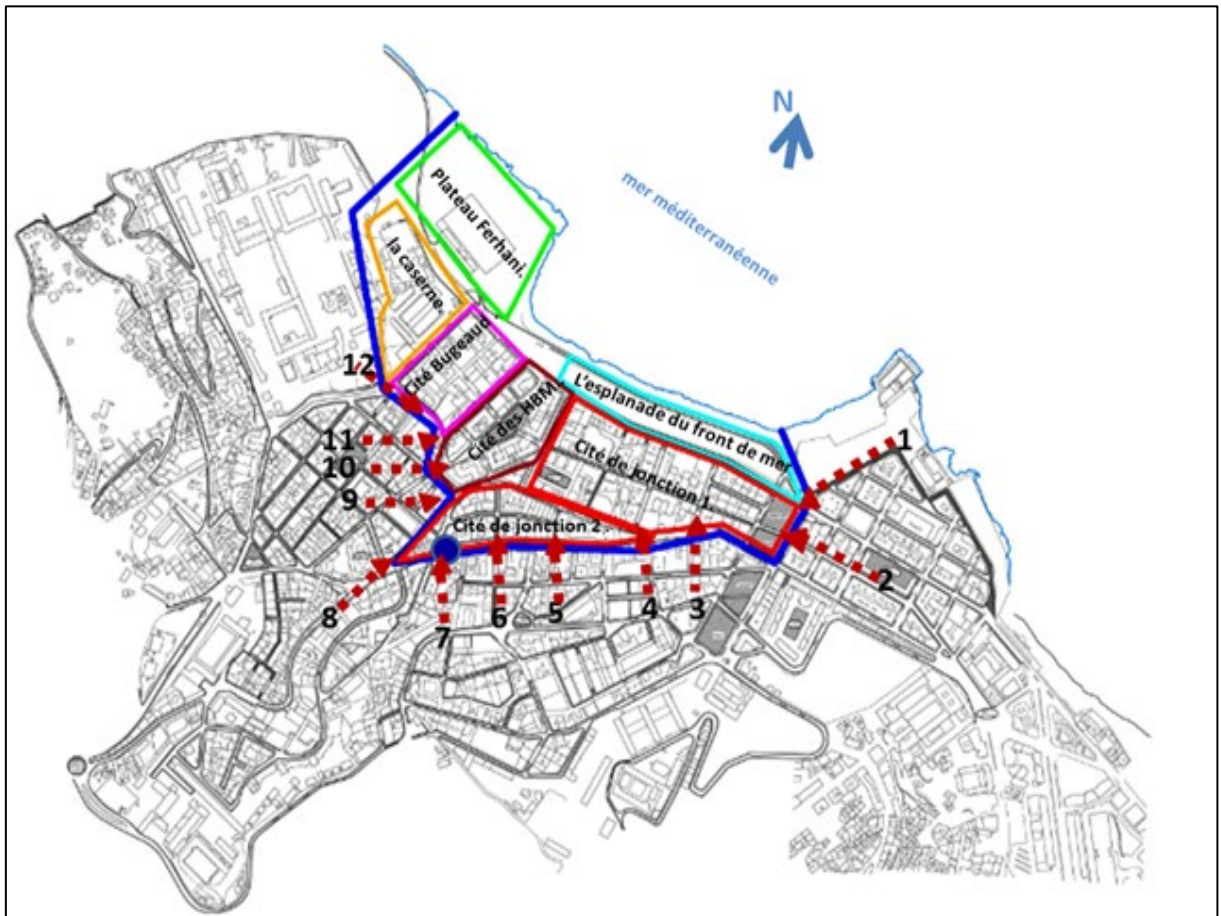 N
mer méditerranéenne
Plateau Ferhani.
la caserne.
Cité Bugeaud
Cité des HBM.
L'esplanade du front de mer
Cité de jonction 1.
Cité de jonction 2.
1
2
3
4
5
6
7
8
9
10
11
12